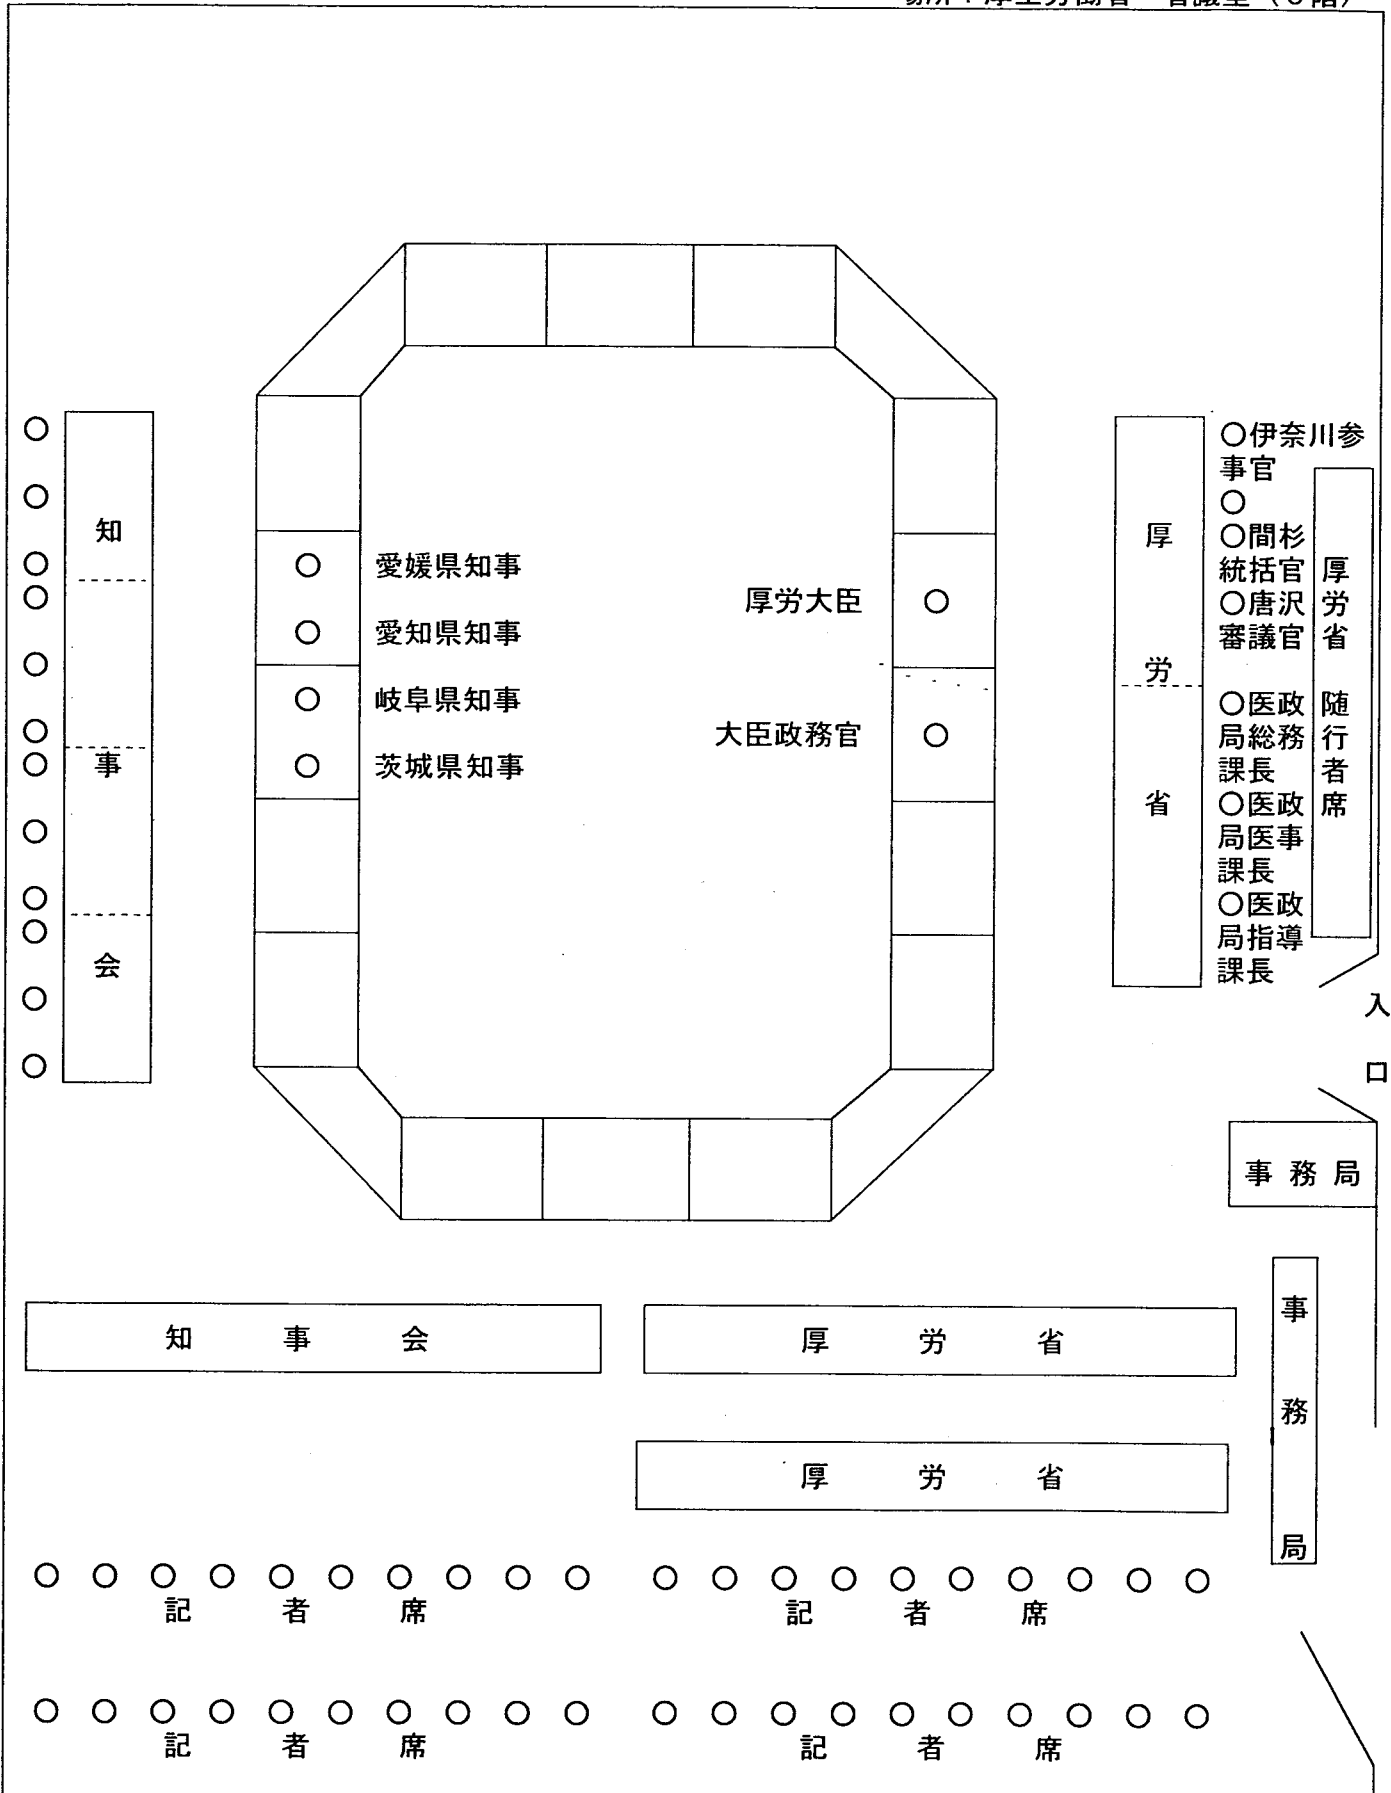 知事会
愛媛県知事
愛知県知事
岐阜県知事
茨城県知事
厚労大臣
大臣政務官
厚労省
○伊奈川参
事官
○
○間杉
統括官
○唐沢
審議官
○医政
局総務
課長
○医政
局医事
課長
○医政
局指導
課長
厚労省随行者席
入口
事務局
知事会
厚労省
事務局
厚労省
記者席
記者席
記者席
記者席